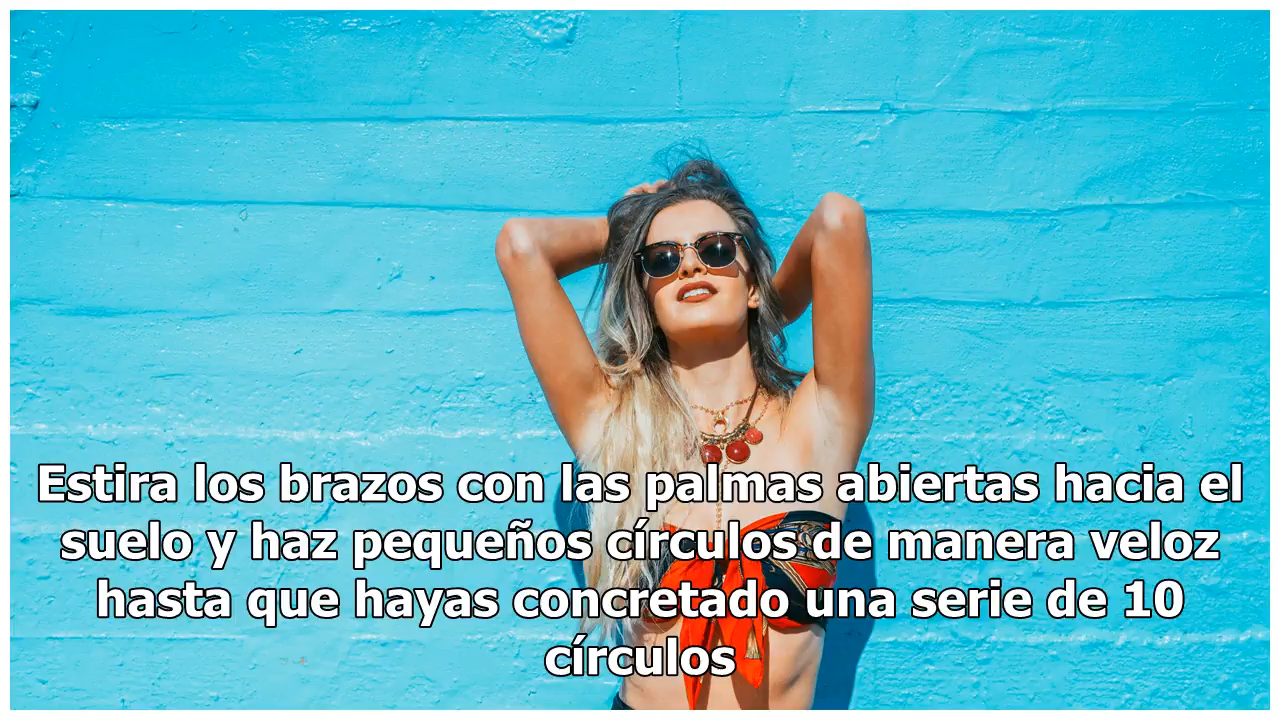 Estira los brazos con las palmas abiertas hacia el
suelo y haz pequeños círculos de manera veloz
hasta que hayas concretado una serie de 10
círculos